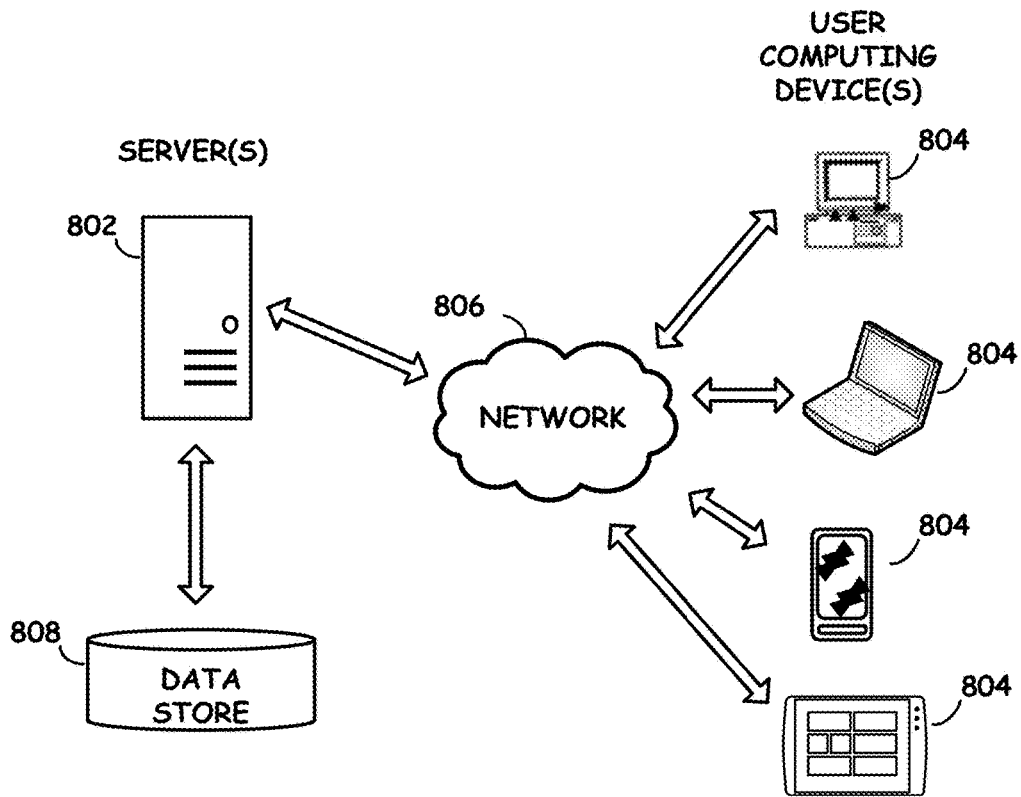 USER
COMPUTING
DEVICE(S)
SERVER(S)
804
802
806
804
NETWORK
804
808
DATA
STORE
804